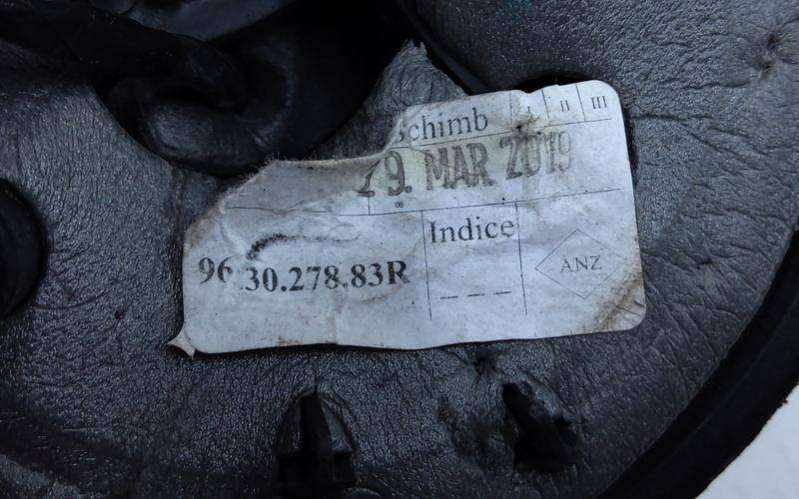 Schimb I II III
29. MAR. 2019
Indice
96.30.278.83R
ANZ